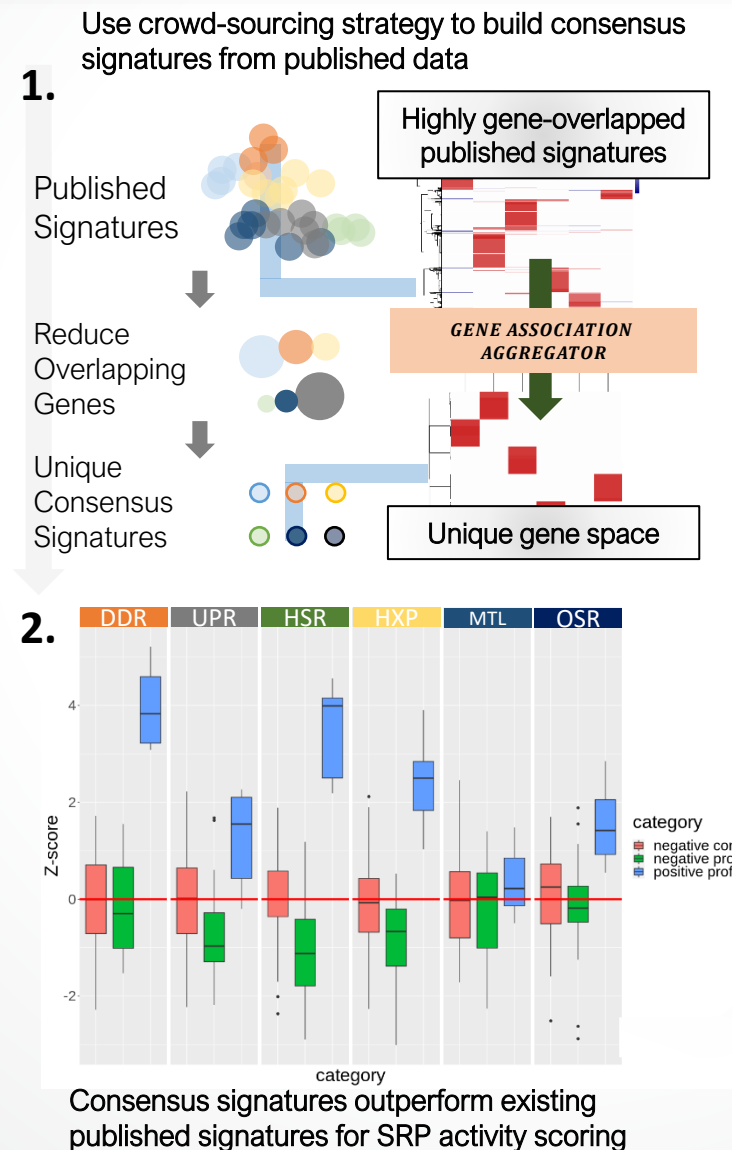 Use crowd-sourcing strategy to build consensus
signatures from published data
1.
Highly gene-overlapped
published signatures
Published
Signatures
Reduce
Overlapping
Genes
GENE ASSOCIATION
AGGREGATOR
Unique
Consensus
Signatures
Unique gene space
2.
DDR UPR HSR HXP MTL OSR
4
2
0
-2
Z-score
category
category
negative cor
negative pro
positive prof
Consensus signatures outperform existing
published signatures for SRP activity scoring